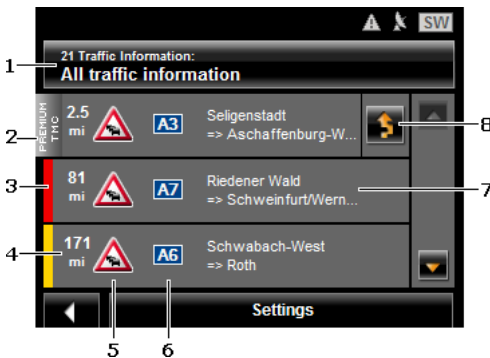 SW
21 Traffic Information:
All traffic information
1
PREMIUM
TMC
2.5
mi
A3
Seligenstadt
=> Aschaffenburg-W...
8
2
81
mi
A7
Riedener Wald
=> Schweinfurt/Wern...
3
7
171
mi
A6
Schwabach-West
=> Roth
4
Settings
5
6